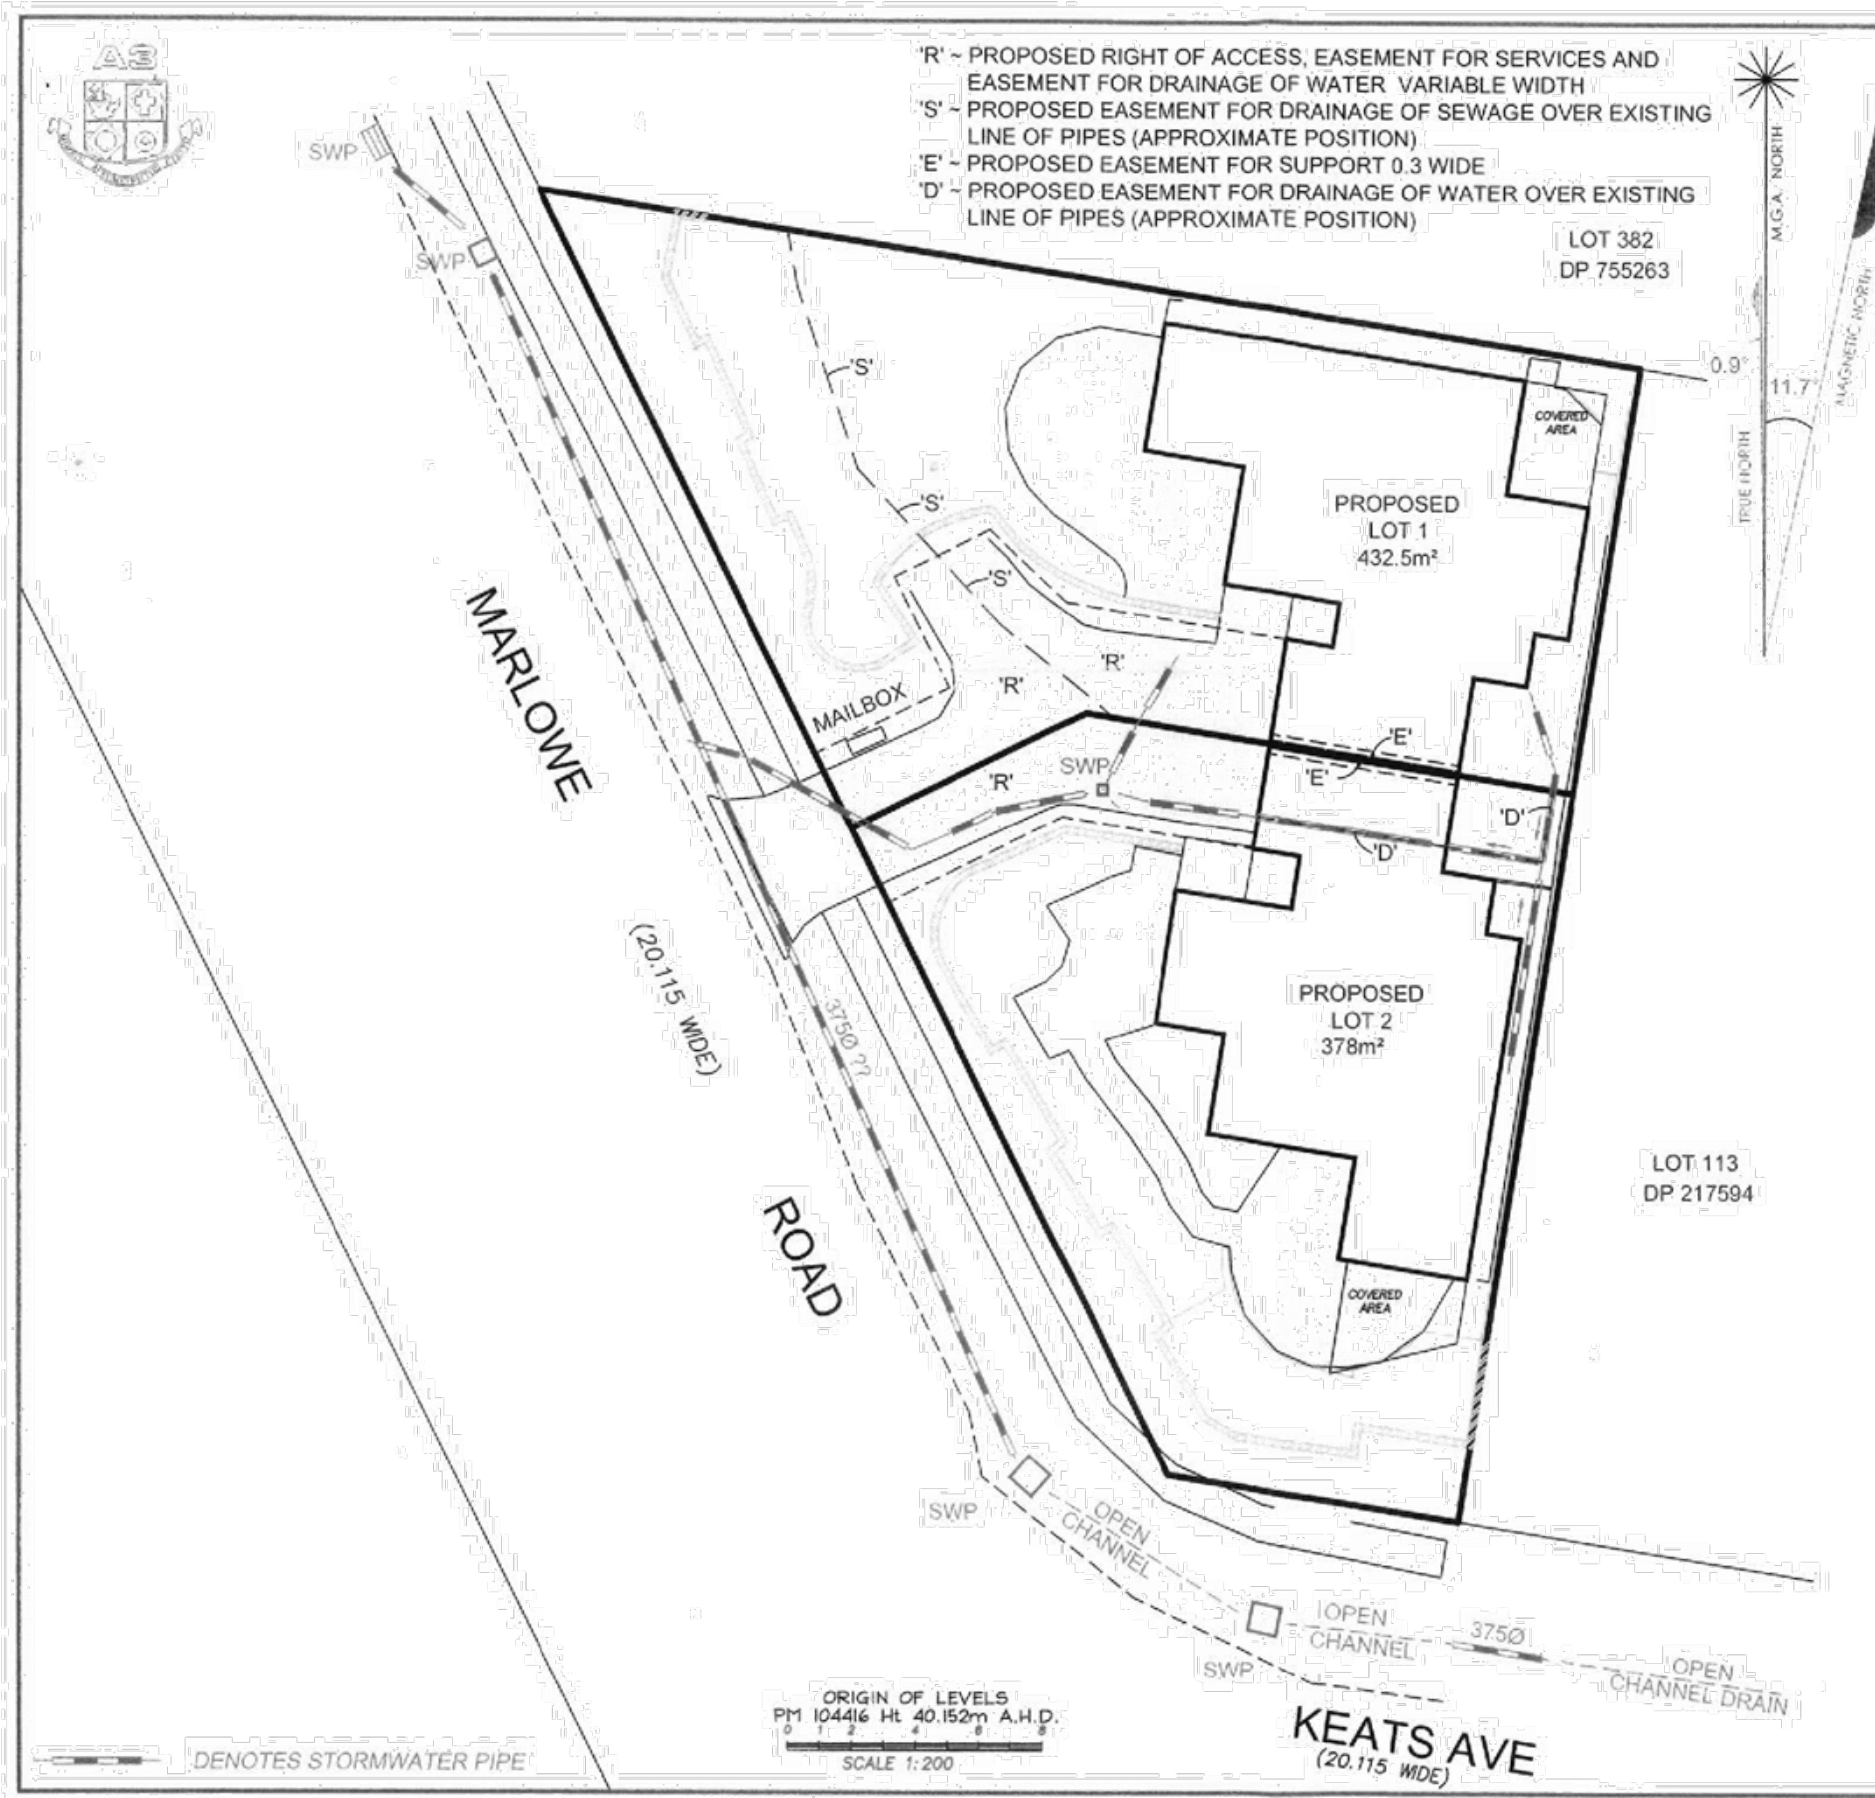 A3
'R' ~ PROPOSED RIGHT OF ACCESS, EASEMENT FOR SERVICES AND
EASEMENT FOR DRAINAGE OF WATER VARIABLE WIDTH
'S' ~ PROPOSED EASEMENT FOR DRAINAGE OF SEWAGE OVER EXISTING
LINE OF PIPES (APPROXIMATE POSITION)
'E' ~ PROPOSED EASEMENT FOR SUPPORT 0.3 WIDE
'D' ~ PROPOSED EASEMENT FOR DRAINAGE OF WATER OVER EXISTING
LINE OF PIPES (APPROXIMATE POSITION)
M.G.A. NORTH
LOT 382
DP 755263
SWP
SWP
MAGNETIC NORTH
0.9°
11.7°
TRUE NORTH
'S'
COVERED
AREA
'S'
PROPOSED
LOT 1
432.5m²
'S'
MARLOWE
'R'
'R'
MAILBOX
'E'
SWP
'R'
'E'
'D'
'D'
(20.115 WIDE)
375Ø ??
PROPOSED
LOT 2
378m²
LOT 113
DP 217594
ROAD
COVERED
AREA
SWP
OPEN
CHANNEL
OPEN
CHANNEL
375Ø
SWP
OPEN
CHANNEL DRAIN
ORIGIN OF LEVELS
PM 104416 Ht 40.152m A.H.D.
0 1 2 4 6 8
SCALE 1:200
KEATS AVE
(20.115 WIDE)
DENOTES STORMWATER PIPE